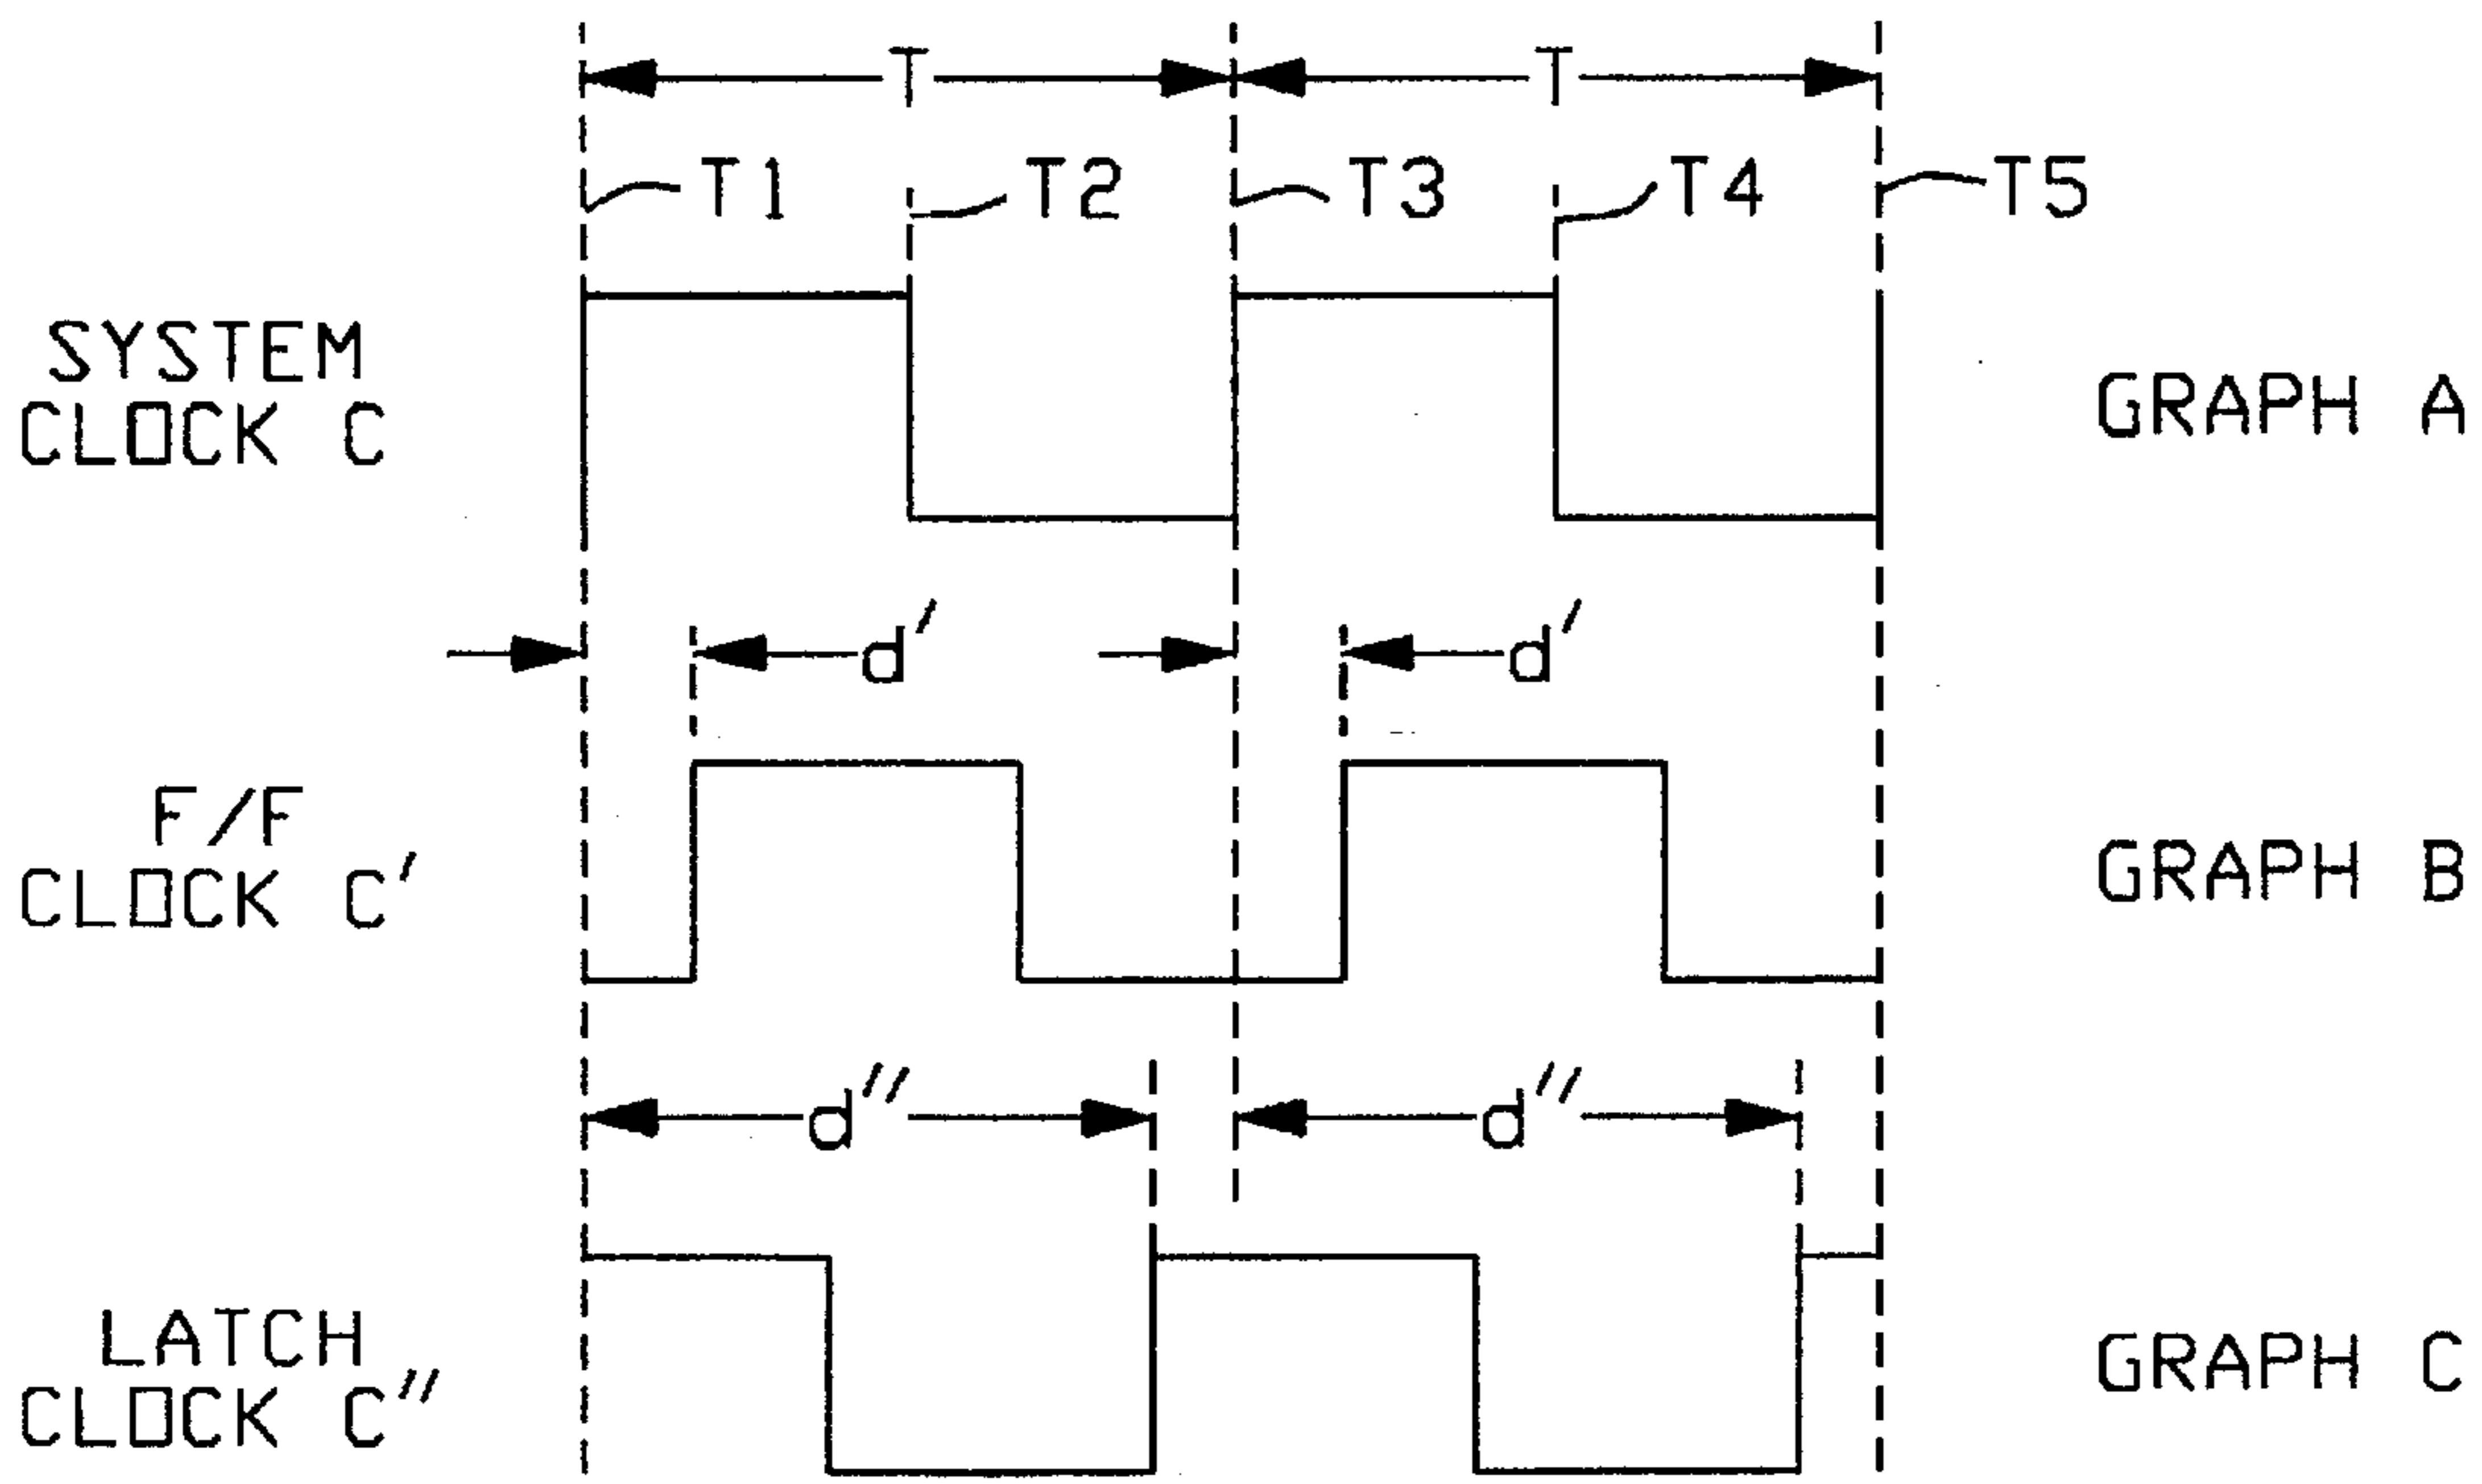 T T
T1 T2 T3 T4 T5
SYSTEM
CLOCK C
GRAPH A
d' d'
F/F
CLOCK C'
GRAPH B
d" d"
LATCH
CLOCK C"
GRAPH C